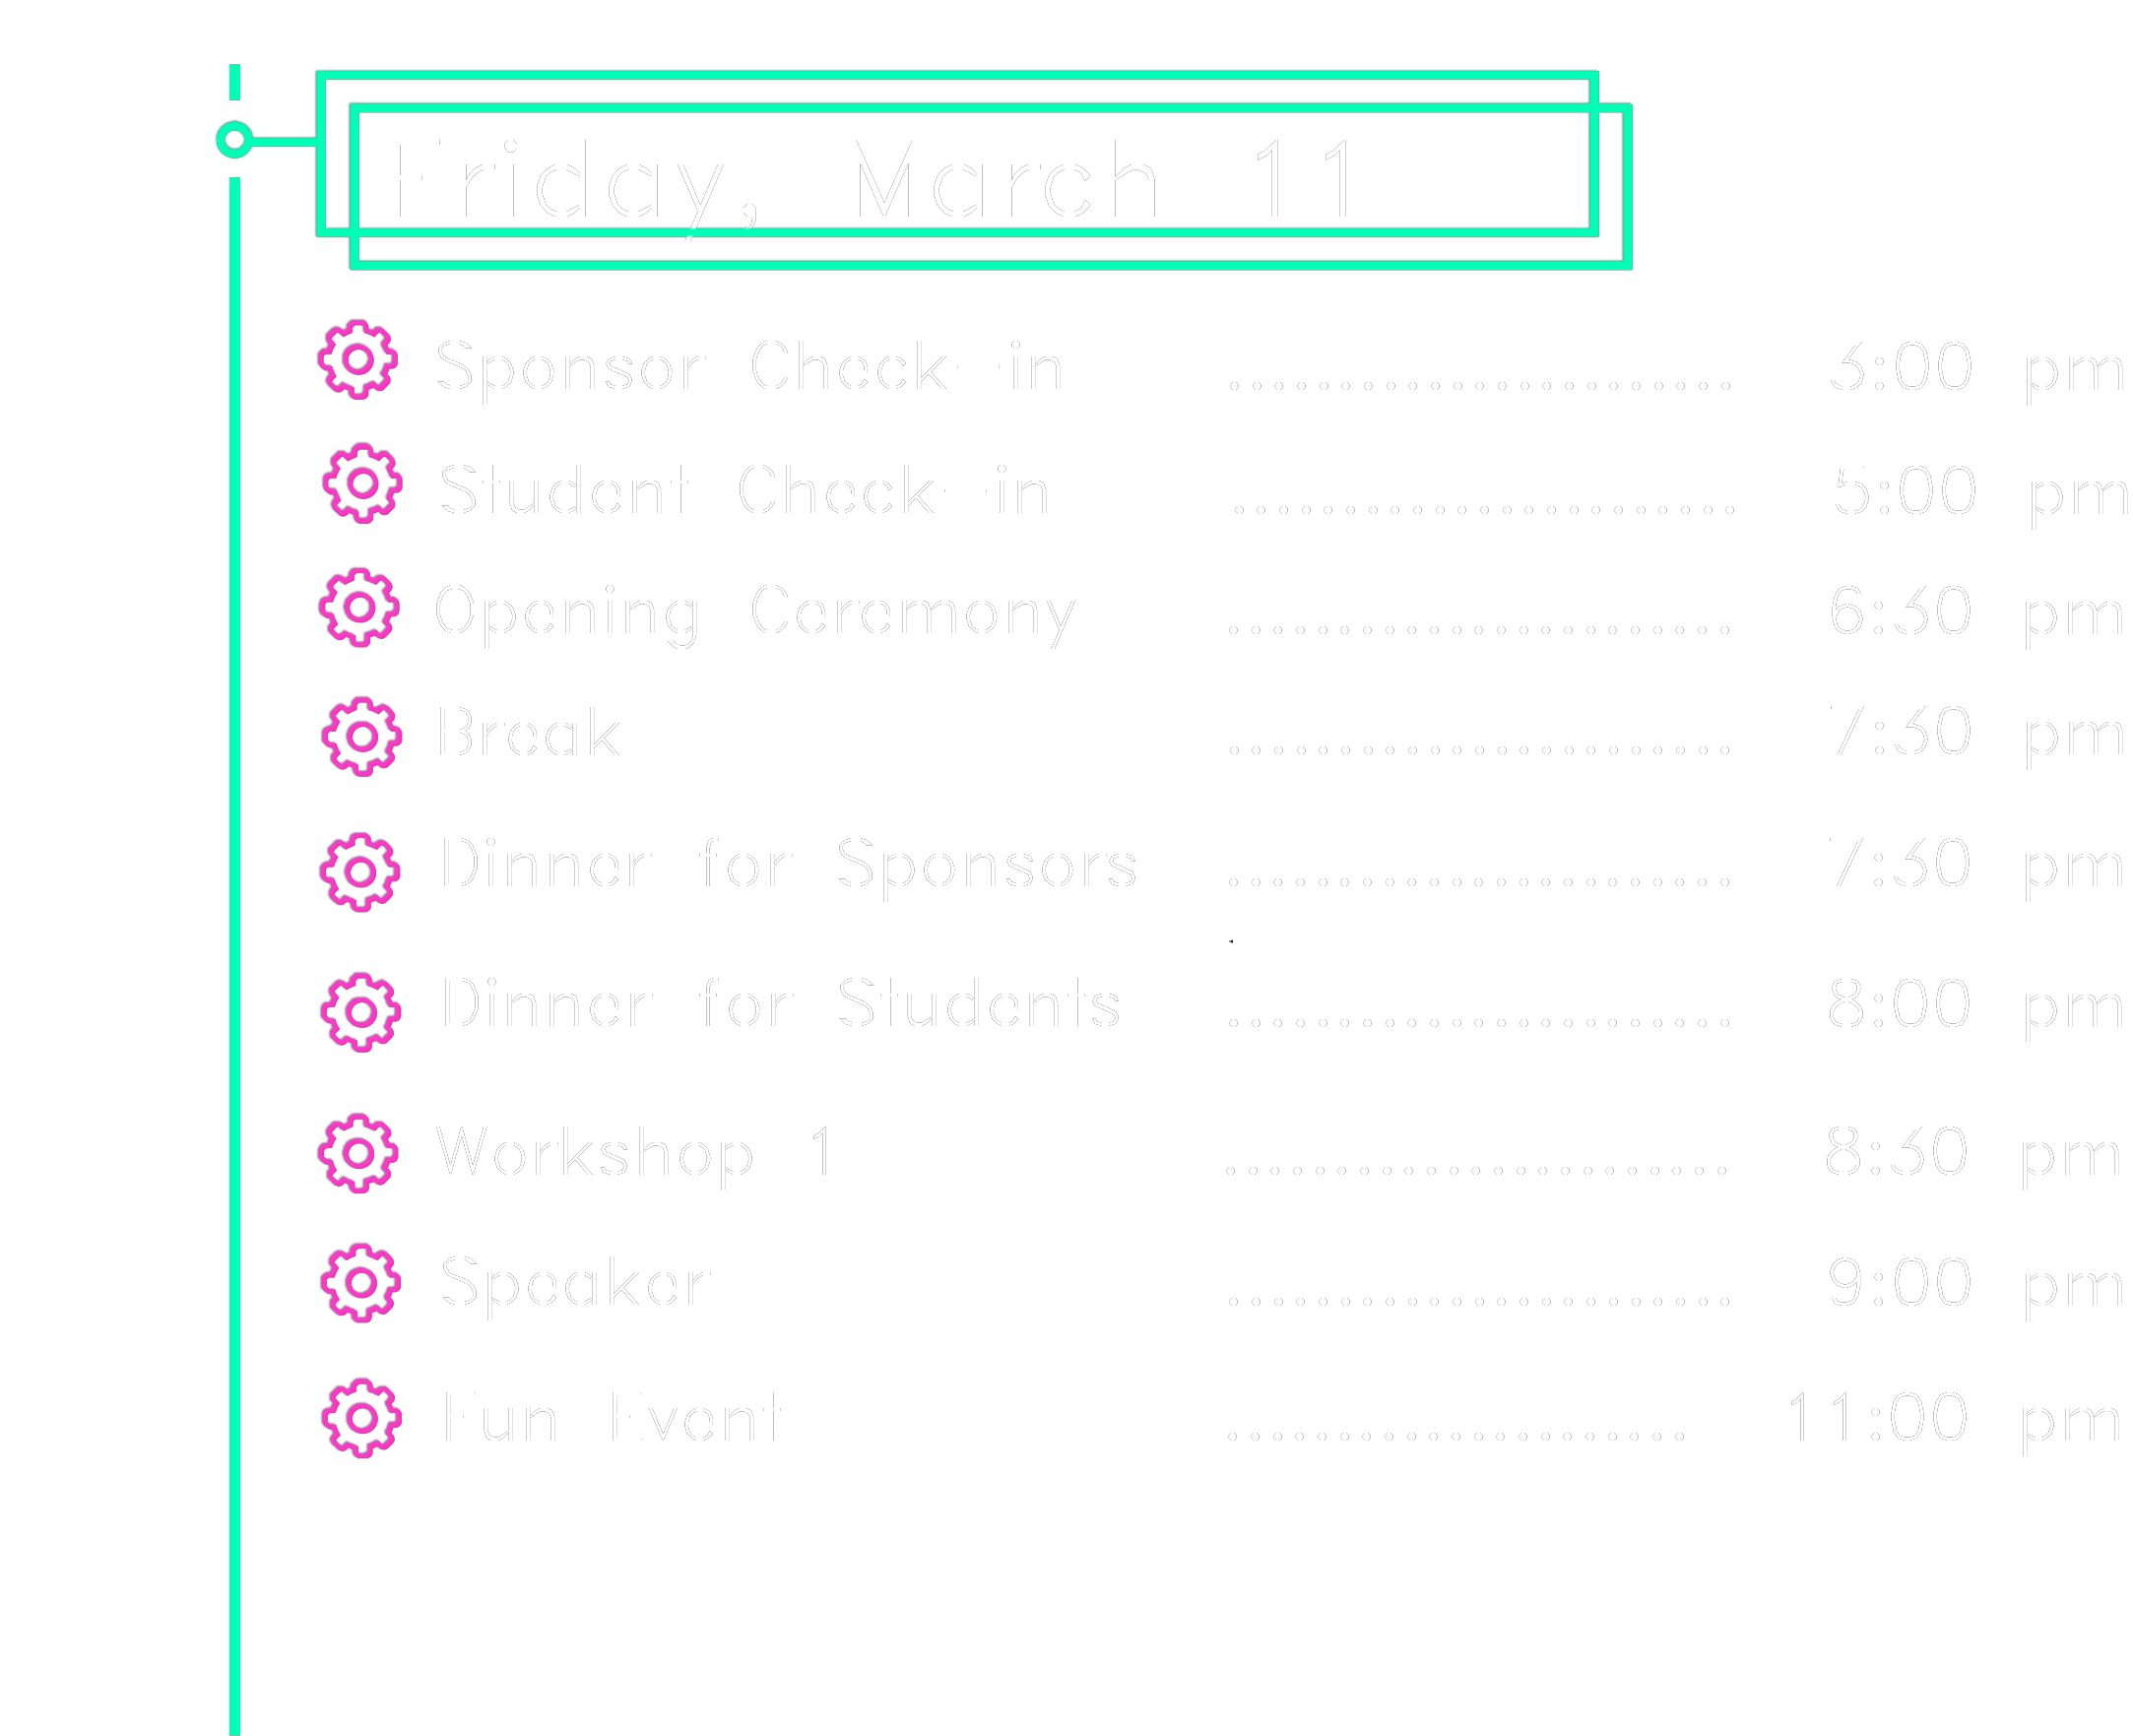 Friday, March 11
Sponsor Check-in ....................... 3:00 pm
Student Check-in ....................... 5:00 pm
Opening Ceremony ....................... 6:30 pm
Break ....................... 7:30 pm
Dinner for Sponsors ....................... 7:30 pm
Dinner for Students ....................... 8:00 pm
Workshop 1 ....................... 8:30 pm
Speaker ....................... 9:00 pm
Fun Event ..................... 11:00 pm